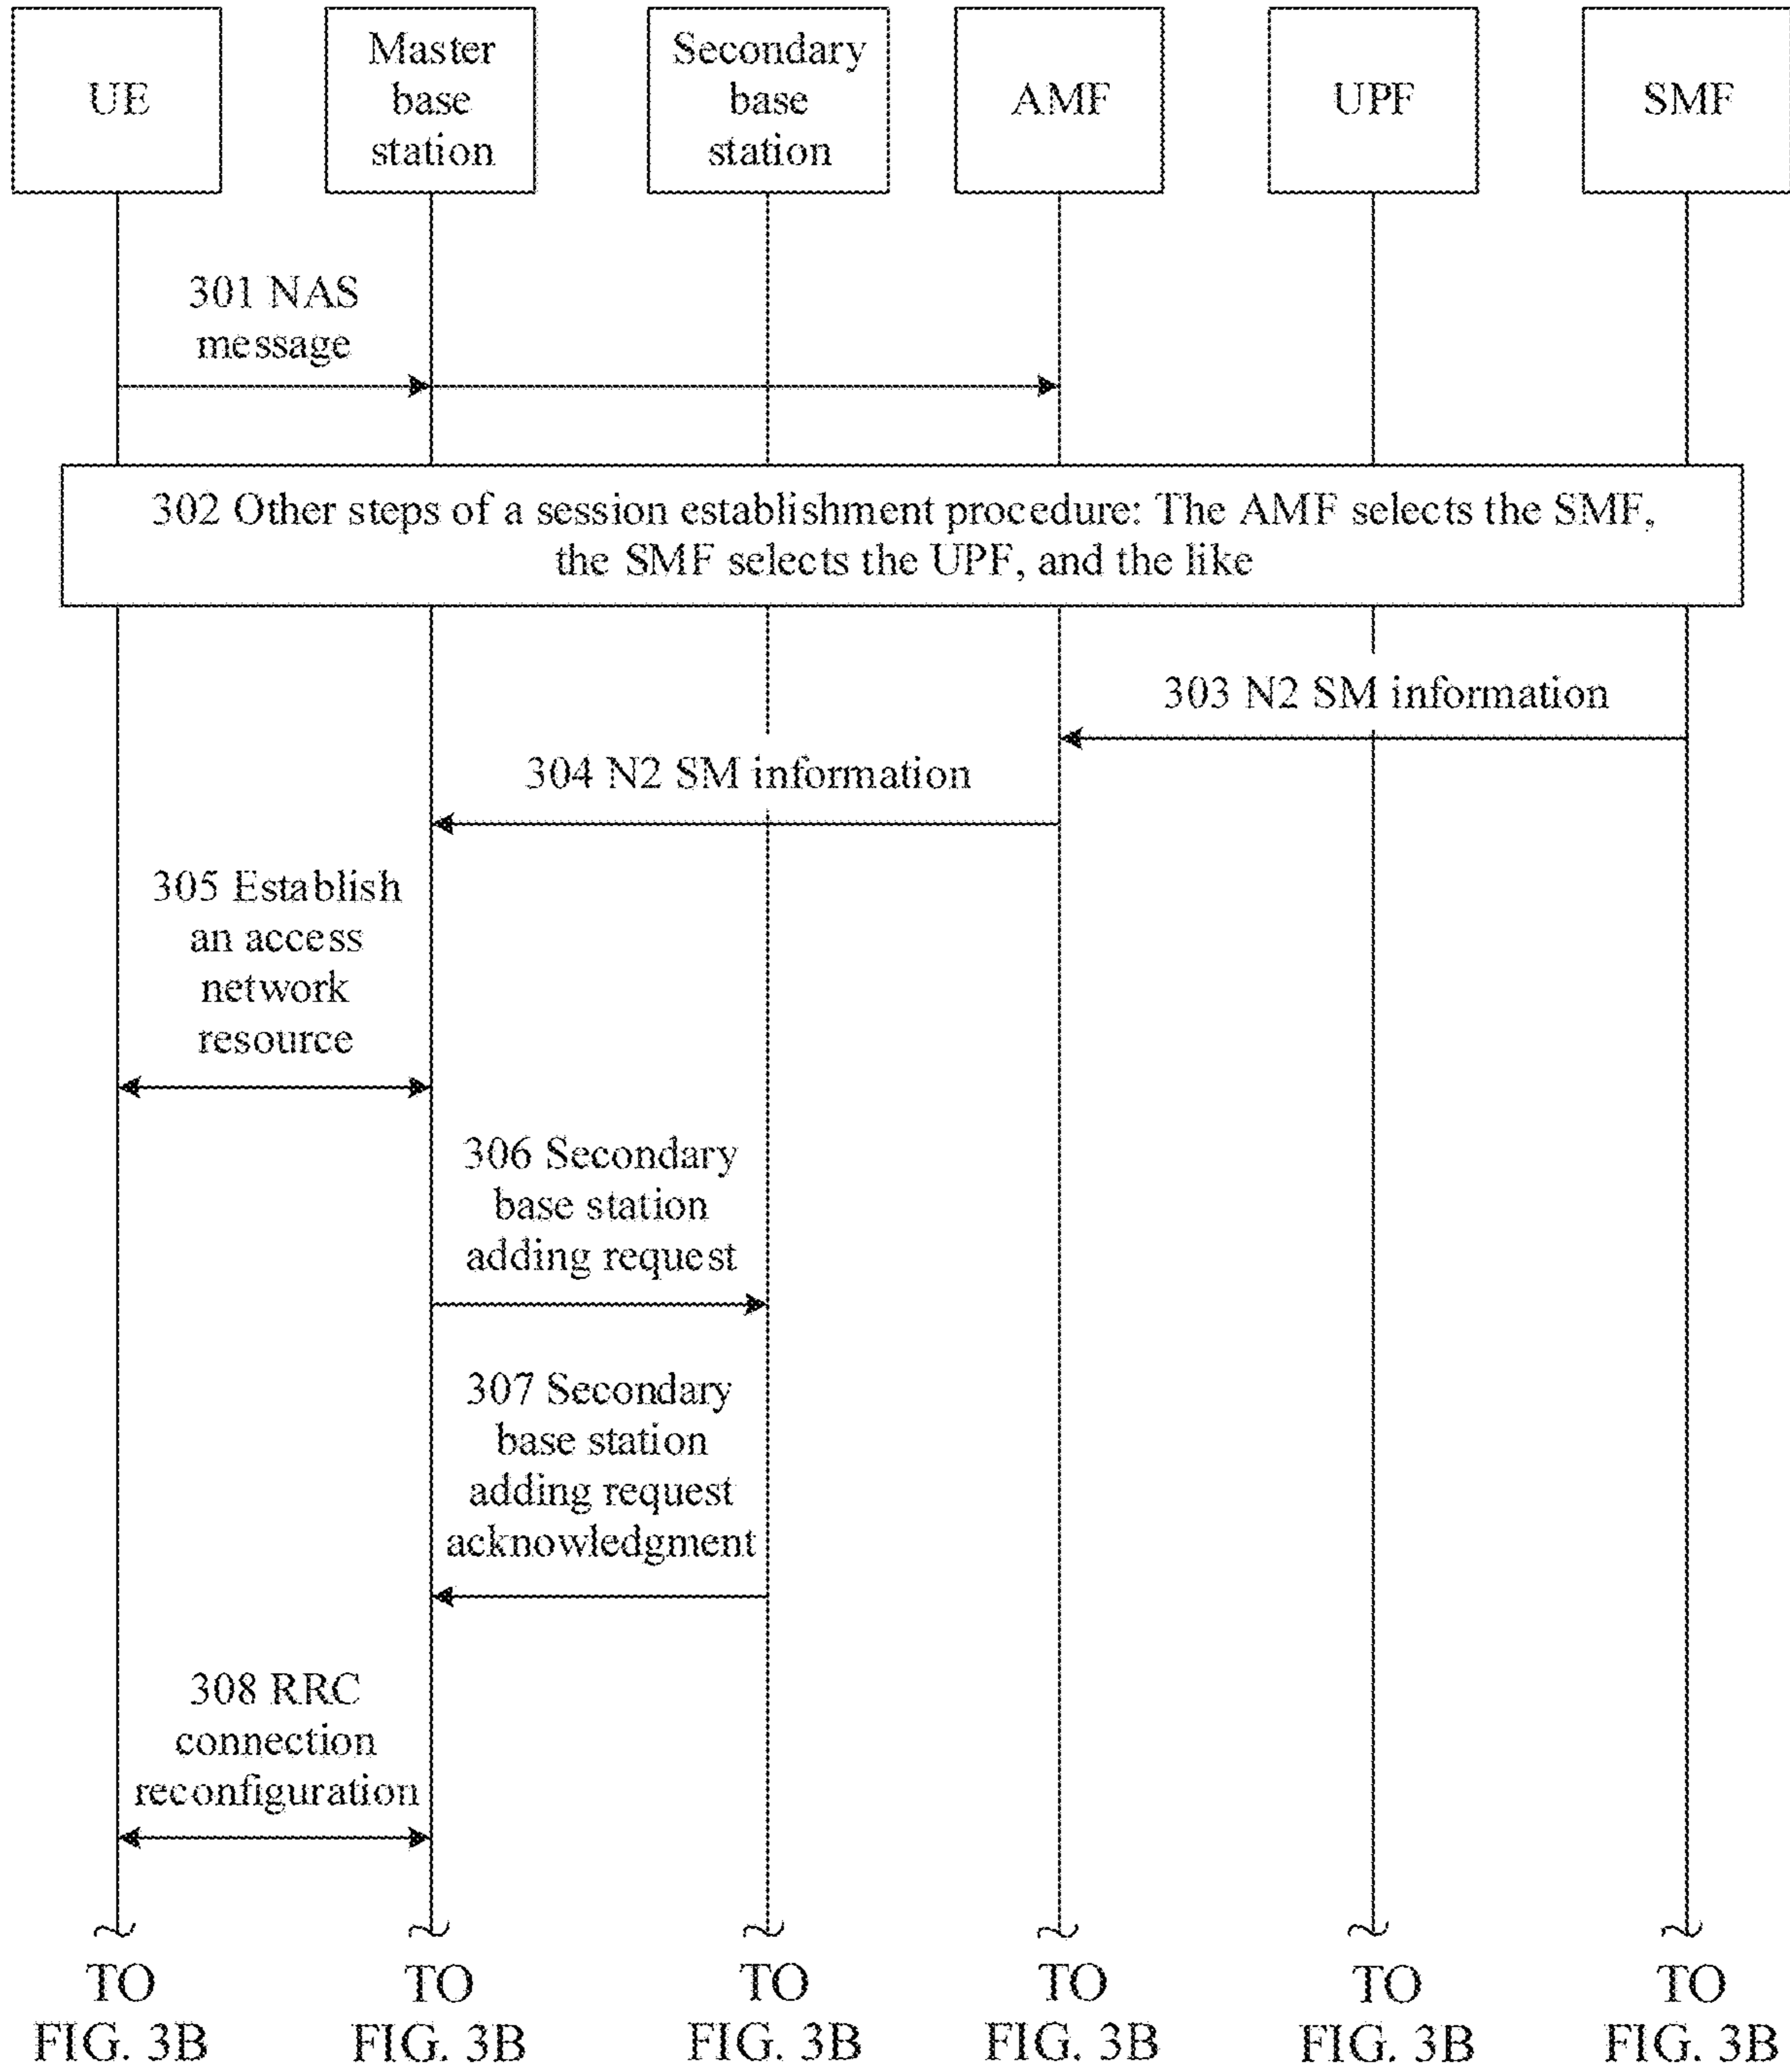 UE
Master
base
station
Secondary
base
station
AMF
UPF
SMF
301 NAS
message
302 Other steps of a session establishment procedure: The AMF selects the SMF,
the SMF selects the UPF, and the like
303 N2 SM information
304 N2 SM information
305 Establish
an access
network
resource
306 Secondary
base station
adding request
307 Secondary
base station
adding request
acknowledgment
308 RRC
connection
reconfiguration
TO
FIG. 3B
TO
FIG. 3B
TO
FIG. 3B
TO
FIG. 3B
TO
FIG. 3B
TO
FIG. 3B